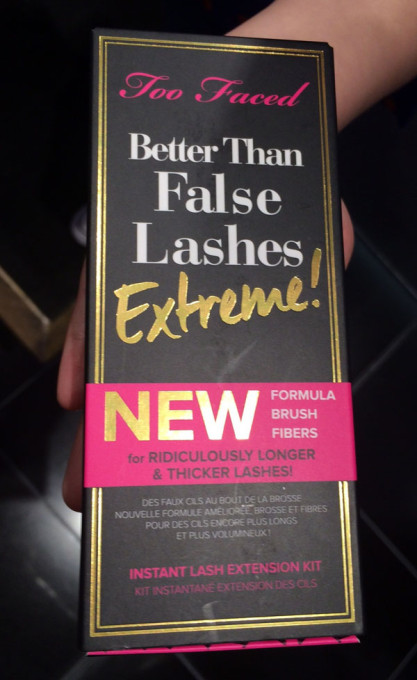 Too Faced
Better Than
False
Lashes
Extreme!
NEW
FORMULA
BRUSH
FIBERS
for RIDICULOUSLY LONGER
& THICKER LASHES!
DES FAUX CILS AU BOUT DE LA BROSSE
NOUVELLE FORMULE AMÉLIORÉE, BROSSE ET FIBRES
POUR DES CILS ENCORE PLUS LONGS
ET PLUS VOLUMINEUX!
INSTANT LASH EXTENSION KIT
KIT INSTANTANÉ EXTENSION DES CILS